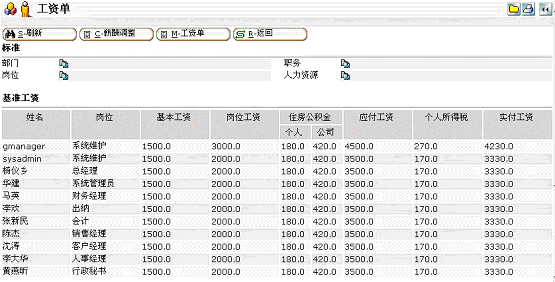 工资单
S-刷新 C-薪酬调整 M-工资单 R-返回
标准
部门 职务
岗位 人力资源
基准工资
姓名 岗位 基本工资 岗位工资 住房公积金 应付工资 个人所得税 实付工资
个人 公司
gmanager 系统维护 1500.0 3000.0 180.0 420.0 4500.0 270.0 4230.0
sysadmin 系统维护 1500.0 2000.0 180.0 420.0 3500.0 170.0 3330.0
杨仪乡 总经理 1500.0 2000.0 180.0 420.0 3500.0 170.0 3330.0
华建 系统管理员 1500.0 2000.0 180.0 420.0 3500.0 170.0 3330.0
马英 财务经理 1500.0 2000.0 180.0 420.0 3500.0 170.0 3330.0
李欢 出纳 1500.0 2000.0 180.0 420.0 3500.0 170.0 3330.0
张新民 会计 1500.0 2000.0 180.0 420.0 3500.0 170.0 3330.0
陈杰 销售经理 1500.0 2000.0 180.0 420.0 3500.0 170.0 3330.0
沈涛 客户经理 1500.0 2000.0 180.0 420.0 3500.0 170.0 3330.0
李大华 人事经理 1500.0 2000.0 180.0 420.0 3500.0 170.0 3330.0
黄燕昕 行政秘书 1500.0 2000.0 180.0 420.0 3500.0 170.0 3330.0